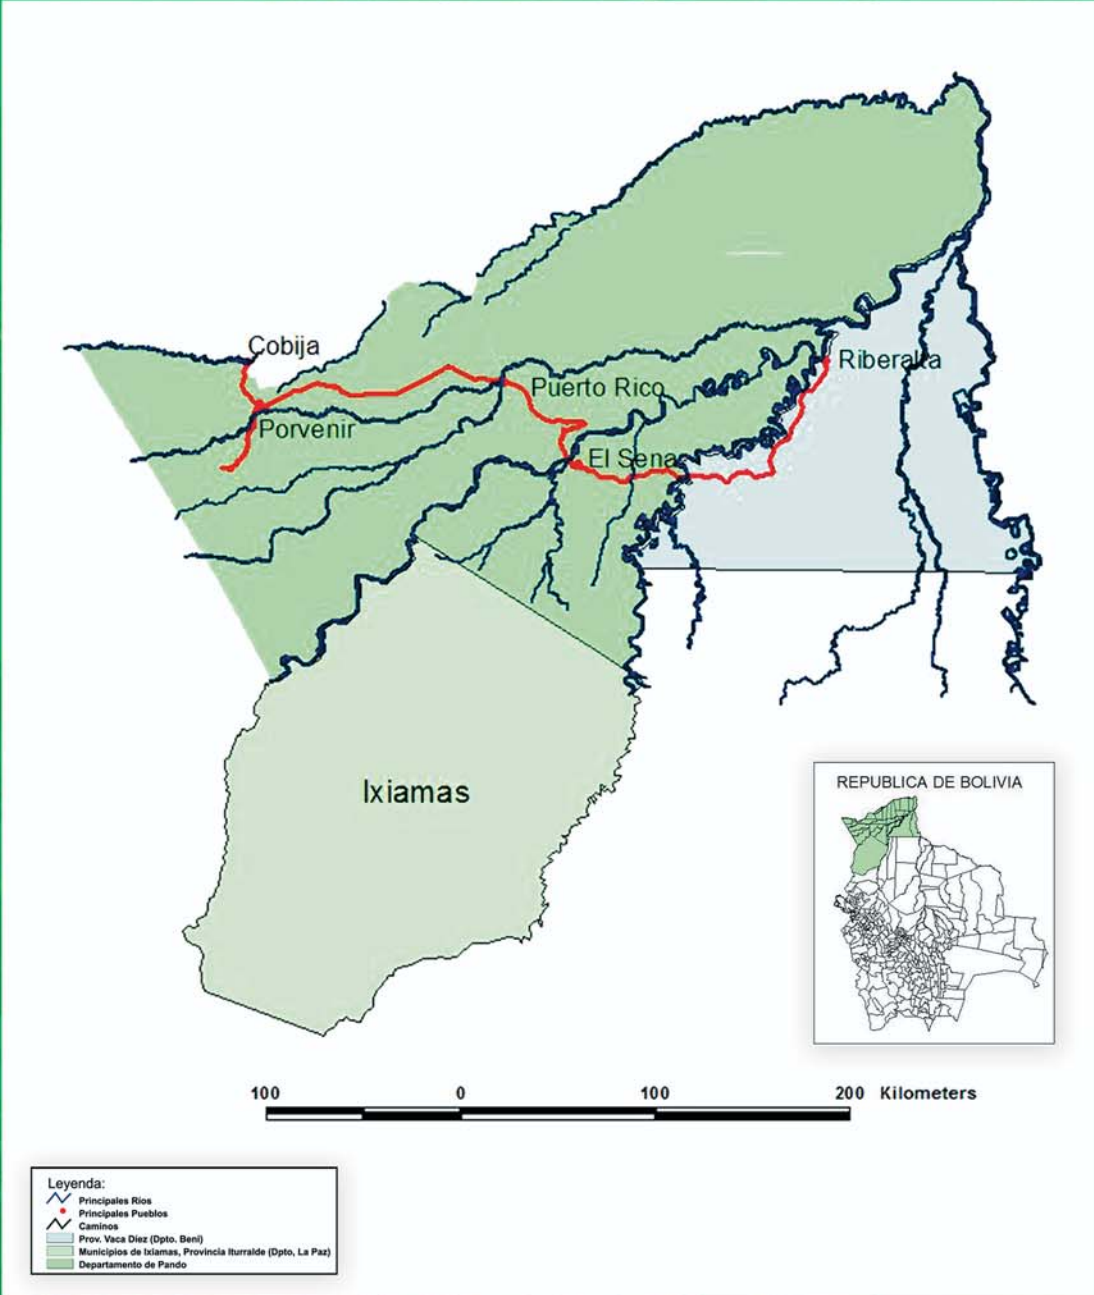 Cobija
Riberalta
Puerto Rico
Porvenir
El Sena
Ixiamas
REPUBLICA DE BOLIVIA
100 0 100 200 Kilometers
Leyenda:
Principales Ríos
Principales Pueblos
Caminos
Prov. Vaca Diez (Dpto. Beni)
Municipios de Ixiamas, Provincia Iturralde (Dpto, La Paz)
Departamento de Pando